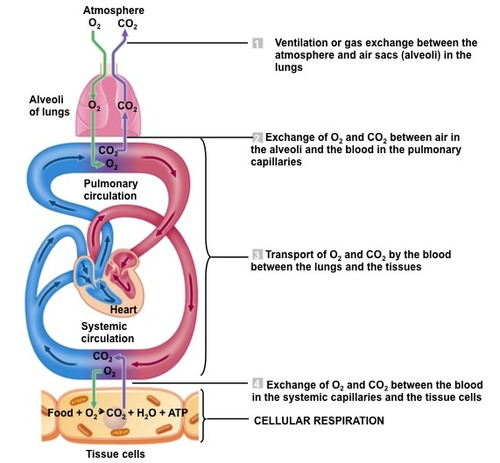 Atmosphere
O₂ CO₂
1 Ventilation or gas exchange between the
atmosphere and air sacs (alveoli) in the
lungs
Alveoli
of lungs
O₂ CO₂
2 Exchange of O₂ and CO₂ between air in
the alveoli and the blood in the pulmonary
capillaries
CO₂
O₂
Pulmonary
circulation
3 Transport of O₂ and CO₂ by the blood
between the lungs and the tissues
Heart
Systemic
circulation
CO₂
O₂
4 Exchange of O₂ and CO₂ between the blood
in the systemic capillaries and the tissue cells
Food + O₂ > CO₂ + H₂O + ATP
CELLULAR RESPIRATION
Tissue cells